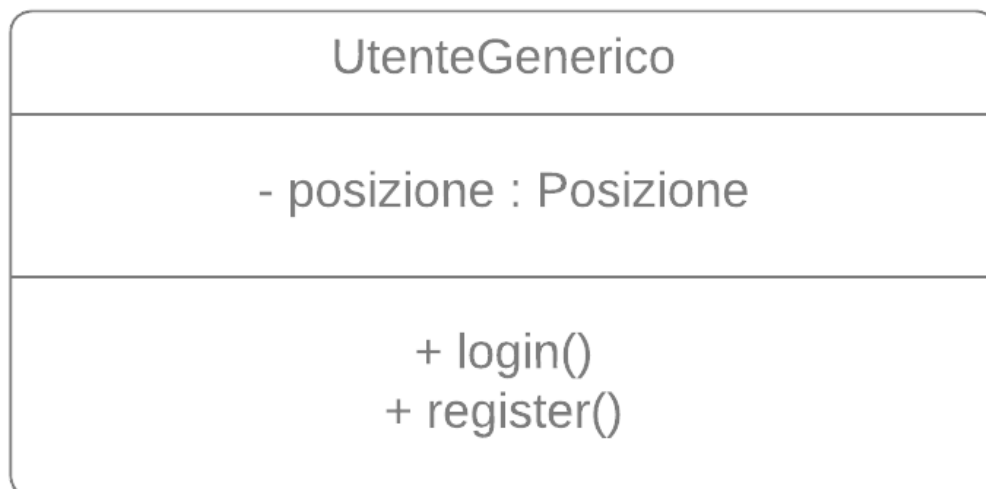 UtenteGenerico
- posizione : Posizione
+ login()
+ register()